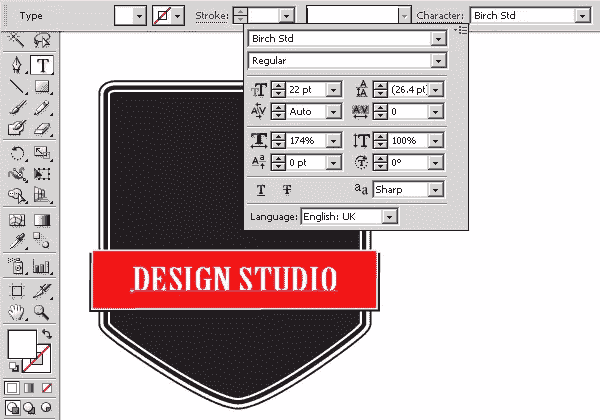 Type Stroke: Character: Birch Std
Birch Std
Regular
22 pt (26.4 pt)
Auto 0
174% 100%
0 pt 0°
T T aa Sharp
Language: English: UK
DESIGN STUDIO